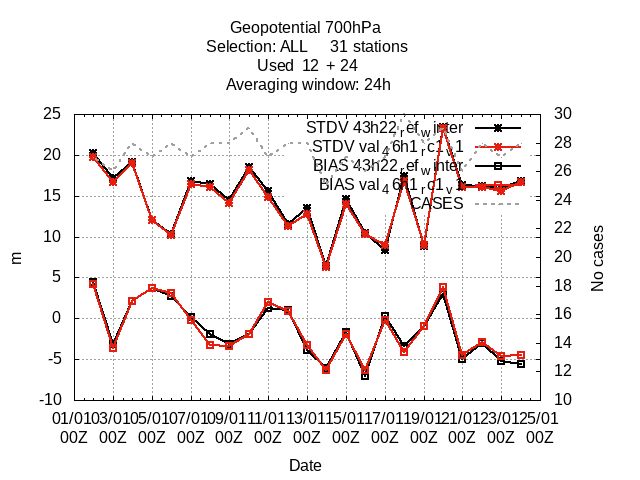 Geopotential 700hPa
Selection: ALL 31 stations
Used 12 + 24
Averaging window: 24h
25
20
15
10
5
0
-5
-10
30
28
26
24
22
20
18
16
14
12
10
m
No cases
STDV 43h22_ref_winter
STDV val_46h1_rc1_v1
BIAS 43h22_ref_winter
BIAS val_46h1_rc1_v
CASES
01/01 03/01 05/01 07/01 09/01 11/01 13/01 15/01 17/01 19/01 21/01 23/01 25/01
00Z 00Z 00Z 00Z 00Z 00Z 00Z 00Z 00Z 00Z 00Z 00Z 00Z
Date